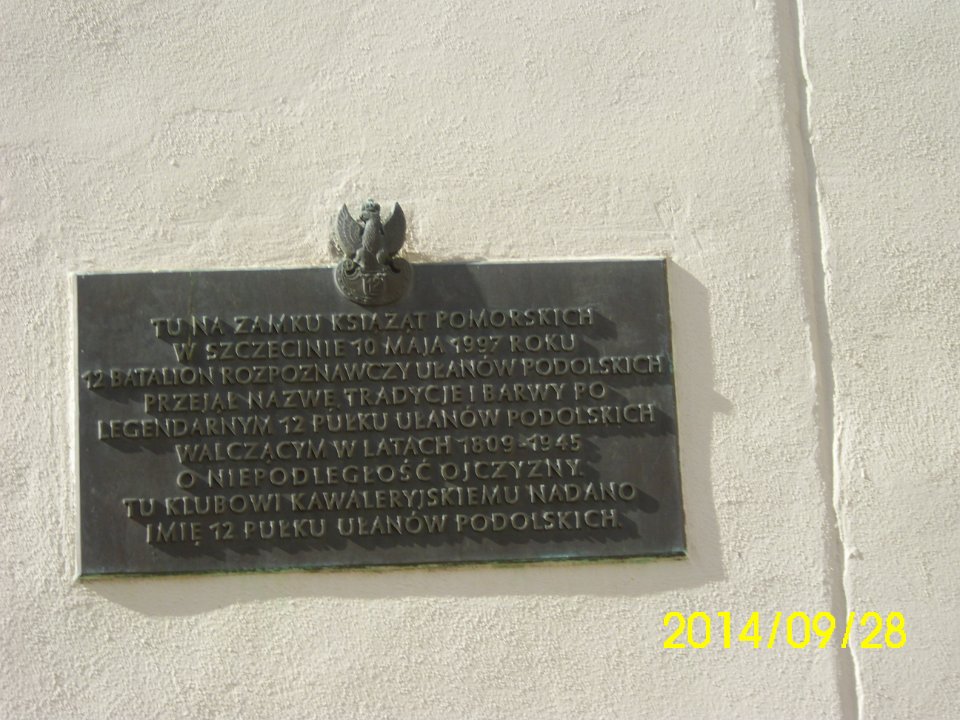 12
TU NA ZAMKU KSIĄŻĄT POMORSKICH
W SZCZECINIE 10 MAJA 1997 ROKU
12 BATALION ROZPOZNAWCZY UŁANÓW PODOLSKICH
PRZEJĄŁ NAZWĘ, TRADYCJE I BARWY PO
LEGENDARNYM 12 PUŁKU UŁANÓW PODOLSKICH
WALCZĄCYM W LATACH 1809-1945
O NIEPODLEGŁOŚĆ OJCZYZNY.
TU KLUBOWI KAWALERYJSKIEMU NADANO
IMIĘ 12 PUŁKU UŁANÓW PODOLSKICH.
2014/09/28